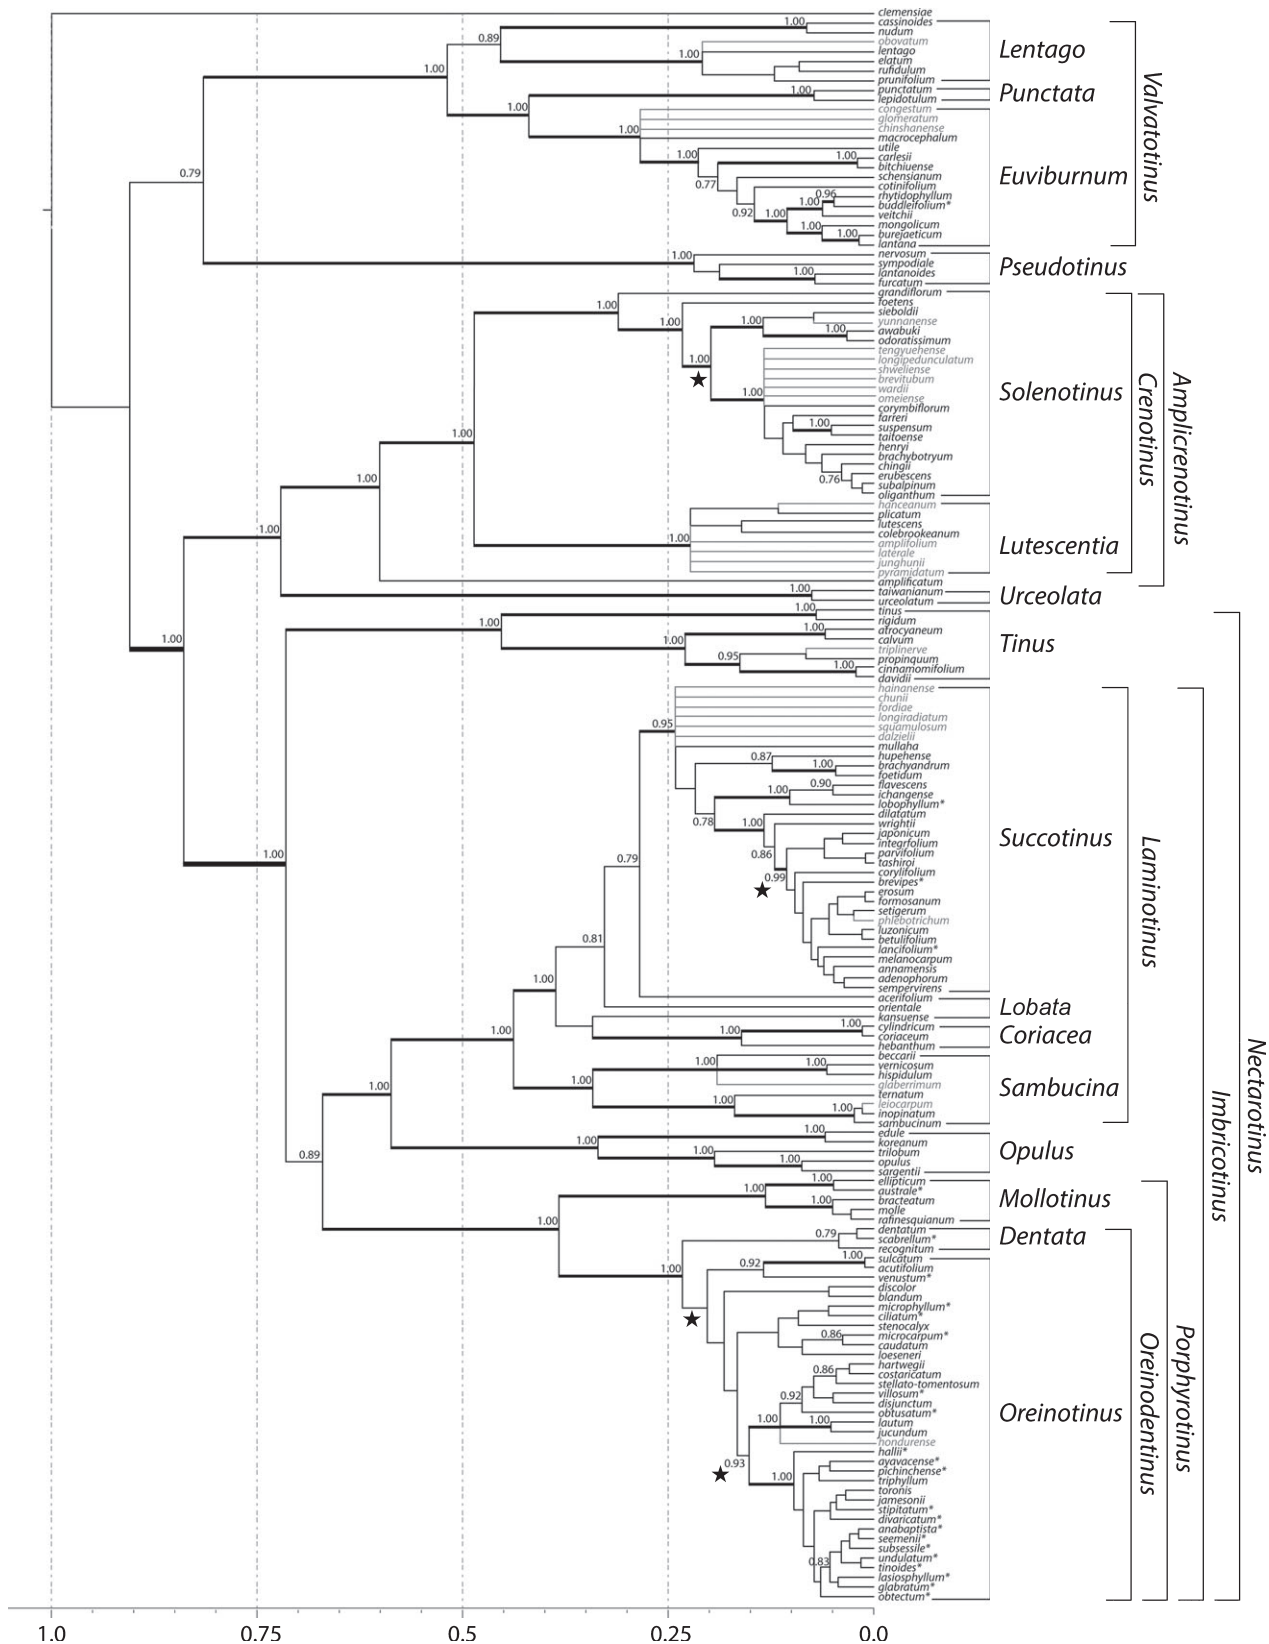 clemensiae
cassinoides
1.00
nudum
0.89
obovatum
Lentago
lentago
1.00
elatum
rufidulum
1.00
prunifolium
punctatum
1.00
Punctata
lepidotulum
1.00
congestum
glomeratum
chinshanense
1.00
macrocephalum
utile
1.00
carlesii
1.00
bitchiuense
0.79
schensianum
Euviburnum
0.77
cotinifolium
rhytidophyllum
0.96
buddleifolium*
1.00
0.92
veitchii
1.00
mongolicum
1.00
burejaeticum
1.00
lantana
Valvatotinus
nervosum
1.00
sympodiale
Pseudotinus
lantanoides
1.00
furcatum
grandiflorum
1.00
foetens
sieboldii
1.00
yunnanense
1.00
awabuki
1.00
odoratissimum
tengyuehense
1.00
longipedunculatum
shweliense
brevitubum
wardii
Solenotinus
1.00
omeiense
corymbiflorum
farreri
suspensum
1.00
taitoense
1.00
henryi
brachybotryum
chingii
erubescens
0.76
subalpinum
1.00
oliganthum
hanceanum
plicatum
lutescens
1.00
colebrookeanum
1.00
amplifolium
Lutescentia
laterale
junghunii
pyramidatum
Crenotinus
Amplicrenotinus
amplificatum
taiwanianum
1.00
Urceolata
urceolatum
tinus
1.00
rigidum
1.00
atrocyaneum
1.00
calvum
1.00
1.00
triplinerve
Tinus
0.95
propinquum
cinnamomifolium
1.00
davidii
hainanense
chunii
fordiae
longiradiatum
0.95
squamulosum
dalzielii
mullaha
hupehense
0.87
brachyandrum
1.00
foetidum
flavescens
0.90
ichangense
1.00
lobophyllum*
dilatatum
0.78
1.00
wrightii
japonicum
Succotinus
integrfolium
1.00
0.86
parvifolium
0.79
tashiroi
corylifolium
0.99
brevipes*
erosum
formosanum
setigerum
phlebotrichum
luzonicum
0.81
betulifolium
lancifolium*
melanocarpum
annamensis
adenophorum
1.00
sempervirens
Laminotinus
acerifolium
Lobata
orientale
kansuense
1.00
cylindricum
1.00
1.00
coriaceum
Coriacea
hebanthum
beccarii
1.00
vernicosum
1.00
hispidulum
1.00
1.00
glaberrimum
Sambucina
ternatum
1.00
leiocarpum
1.00
inopinatum
sambucinum
edule
1.00
koreanum
1.00
trilobum
1.00
Opulus
0.89
opulus
1.00
sargentii
ellipticum
1.00
australe*
1.00
bracteatum
Mollotinus
1.00
molle
1.00
rafinesquianum
dentatum
0.79
scabrellum*
Dentata
recognitum
sulcatum
1.00
0.92
acutifolium
1.00
venustum*
discolor
blandum
microphyllum*
ciliatum*
stenocalyx
microcarpum*
0.86
caudatum
loeseneri
hartwegii
0.86
costaricatum
stellato-tomentosum
villosum*
0.92
disjunctum
obtusatum*
Oreinotinus
1.00
1.00
lautum
jucundum
hondurense
hallii*
0.93
ayavacense*
pichinchense*
1.00
triphyllum
toronis
jamesonii
stipitatum*
divaricatum*
anabaptista*
seemenii*
subsessile*
undulatum*
0.83
tinoides*
lasiosphyllum*
glabratum*
obtectum*
Oreinodentinus
Porphyrotinus
Imbricotinus
Nectarotinus
1.0
0.75
0.5
0.25
0.0